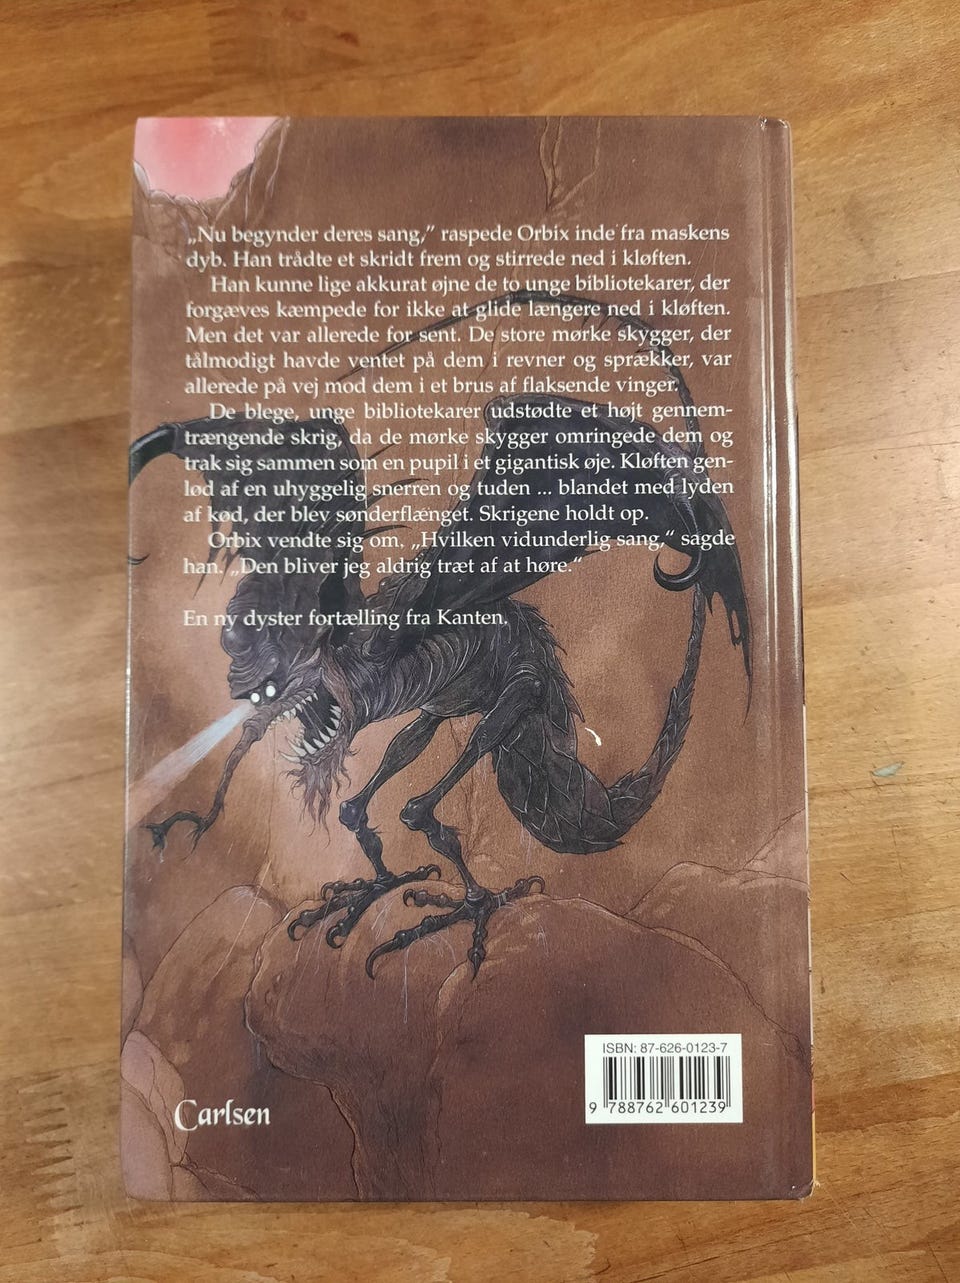 „Nu begynder deres sang,” raspede Orbix inde fra maskens
dyb. Han trådte et skridt frem og stirrede ned i kløften.
Han kunne lige akkurat øjne de to unge bibliotekarer, der
forgæves kæmpede for ikke at glide længere ned i kløften.
Men det var allerede for sent. De store mørke skygger, der
tålmodigt havde ventet på dem i revner og sprækker, var
allerede på vej mod dem i et brus af flaksende vinger.
De blege, unge bibliotekarer udstødte et højt gennem-
trængende skrig, da de mørke skygger omringede dem og
trak sig sammen som en pupil i et gigantisk øje. Kløften gen-
lød af en uhyggelig snerren og tuden ... blandet med lyden
af kød, der blev sønderflænget. Skrigene holdt op.
Orbix vendte sig om. „Hvilken vidunderlig sang,“ sagde
han. „Den bliver jeg aldrig træt af at høre.“
En ny dyster fortælling fra Kanten.
ISBN: 87-626-0123-7
9 788762 601239
Carlsen